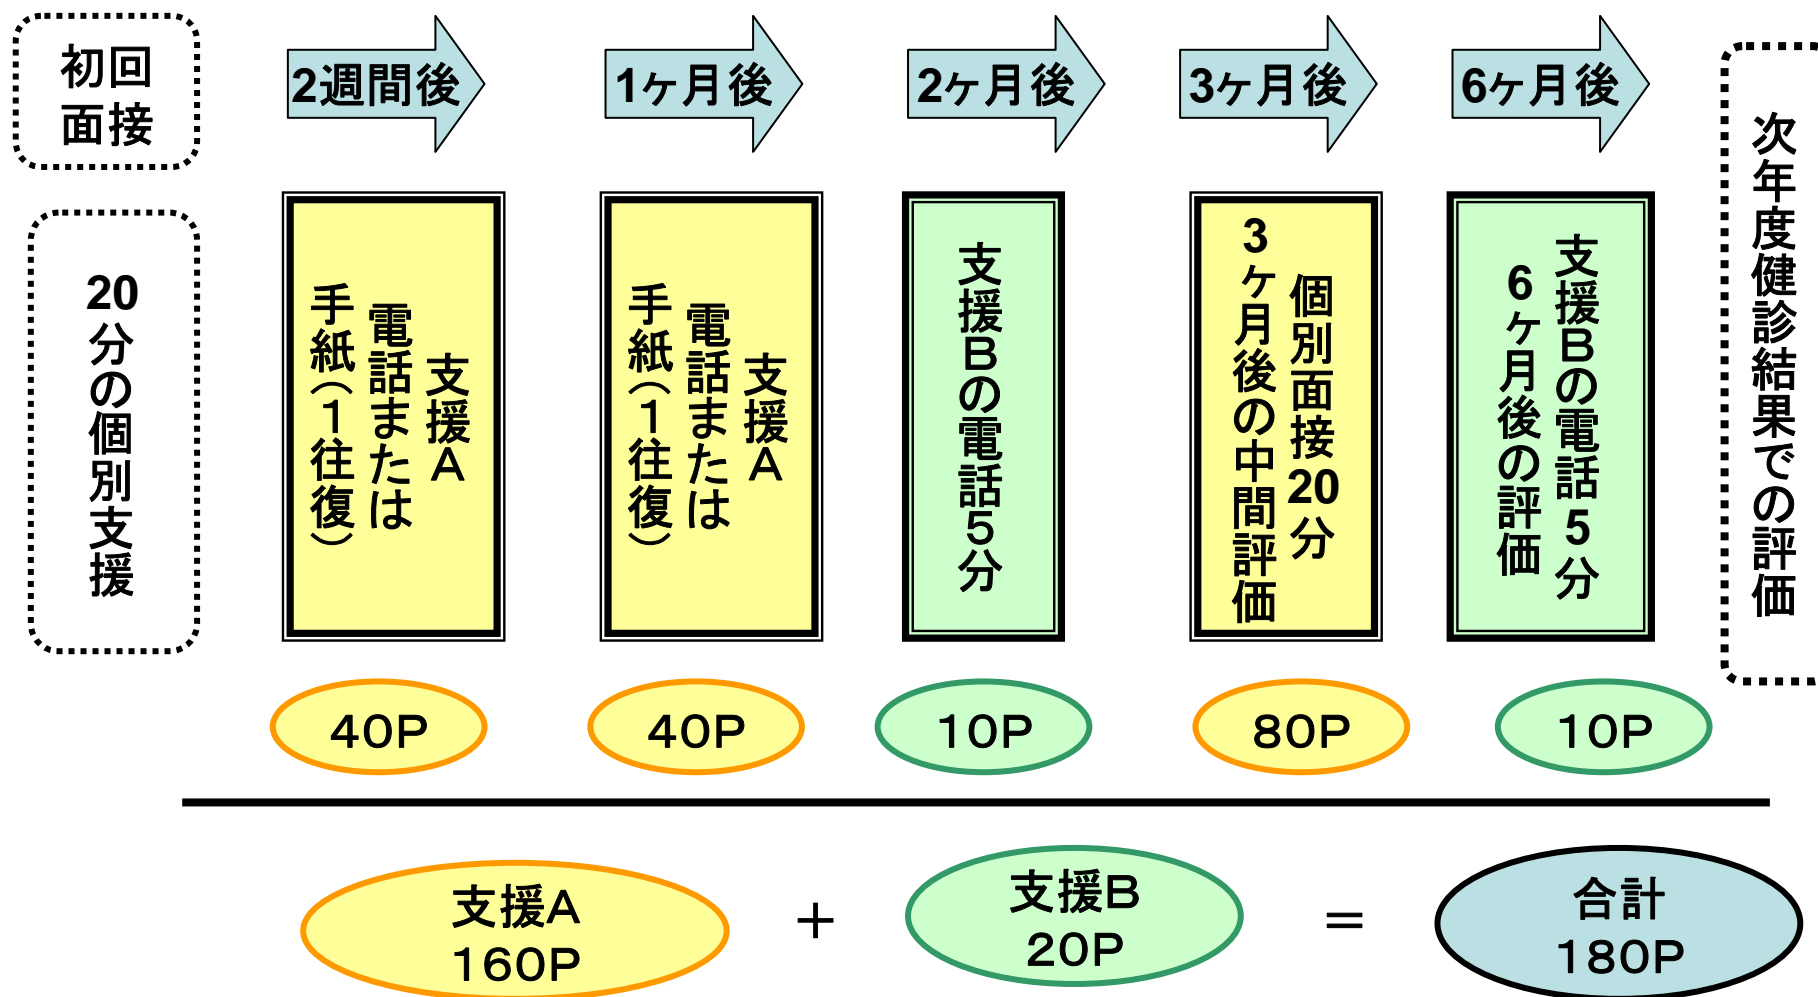 初回
面接
2週間後
1ヶ月後
2ヶ月後
3ヶ月後
6ヶ月後
20分の個別支援
支援A
電話または
手紙(1往復)
支援A
電話または
手紙(1往復)
支援Bの電話5分
個別面接20分
3ヶ月後の中間評価
支援Bの電話5分
6ヶ月後の評価
次年度健診結果での評価
40P
40P
10P
80P
10P
支援A
160P
+
支援B
20P
=
合計
180P